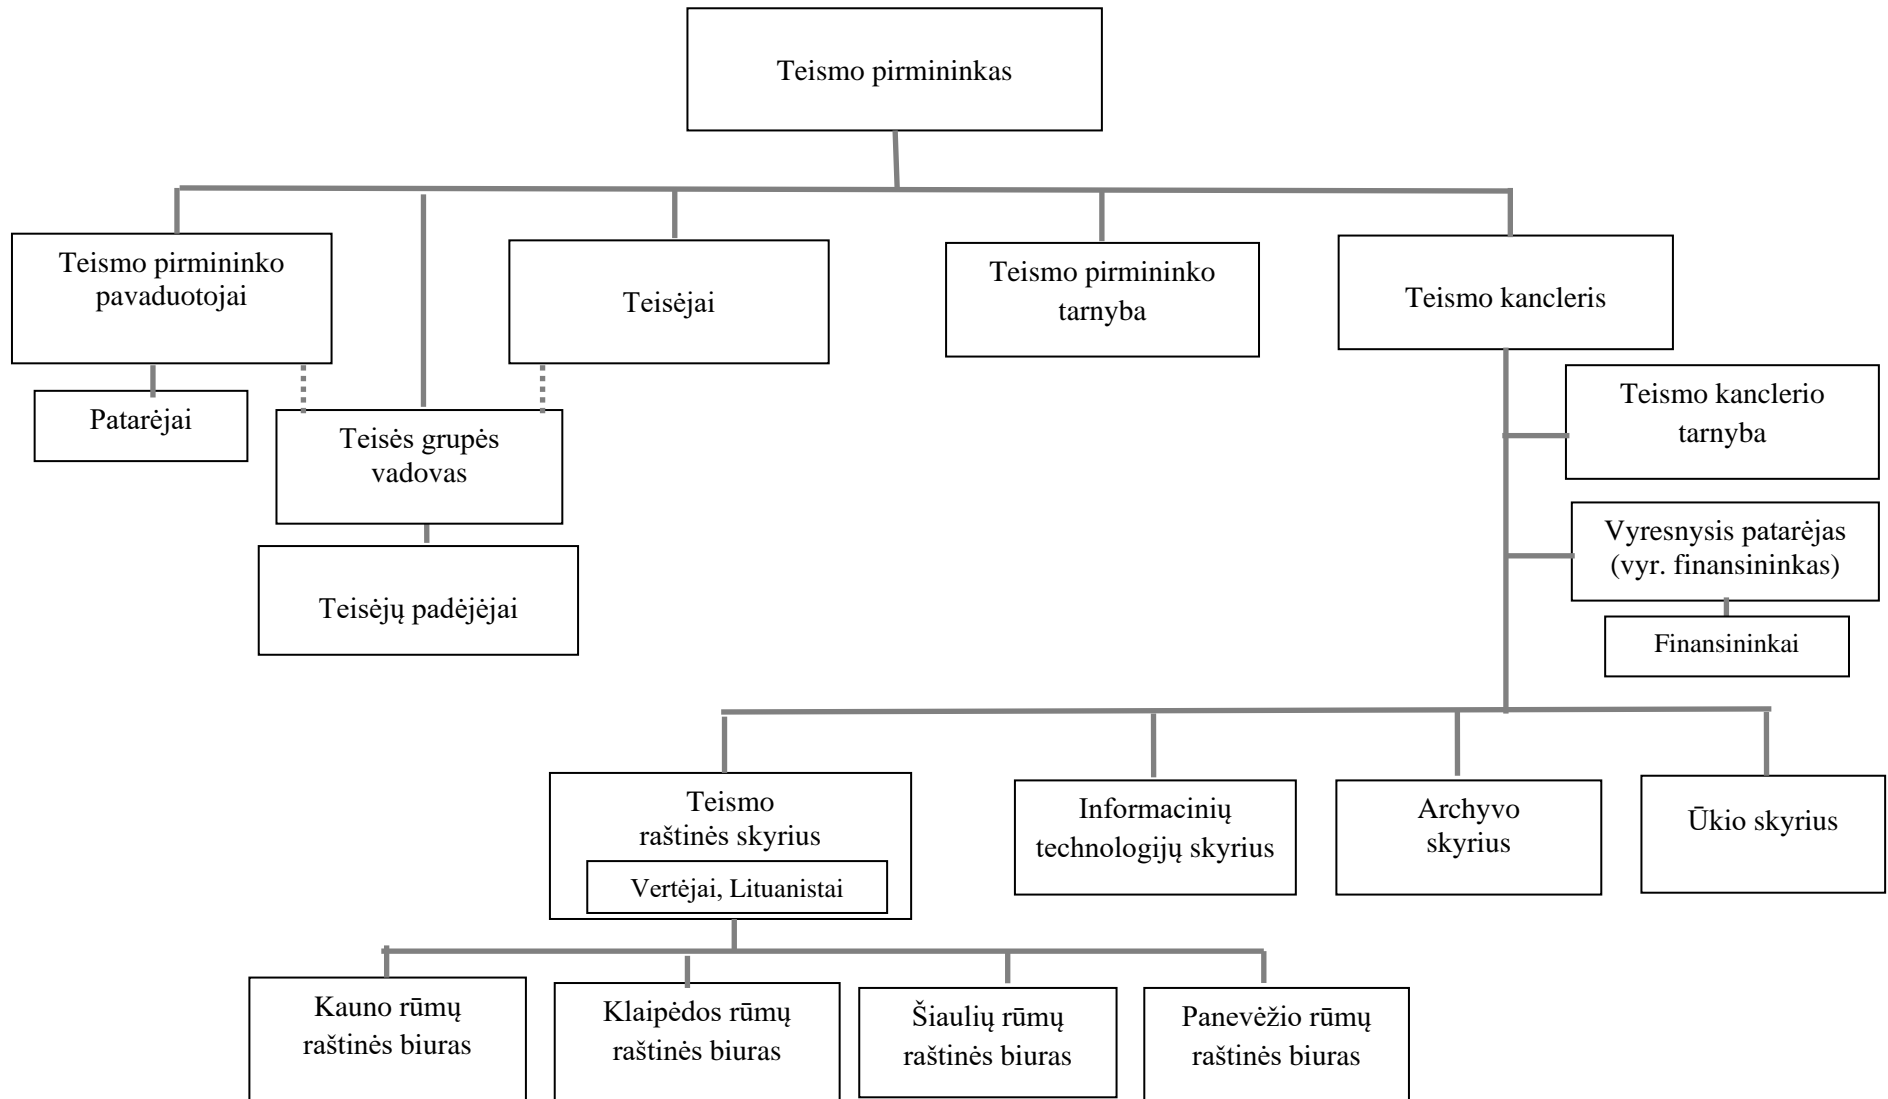 Teismo pirmininkas
Teismo pirmininko
pavaduotojai
Teisėjai
Teismo pirmininko
tarnyba
Teismo kancleris
Patarėjai
Teisės grupės
vadovas
Teisėjų padėjėjai
Teismo kanclerio
tarnyba
Vyresnysis patarėjas
(vyr. finansininkas)
Finansininkai
Teismo
raštinės skyrius
Vertėjai, Lituanistai
Informacinių
technologijų skyrius
Archyvo
skyrius
Ūkio skyrius
Kauno rūmų
raštinės biuras
Klaipėdos rūmų
raštinės biuras
Šiaulių rūmų
raštinės biuras
Panevėžio rūmų
raštinės biuras